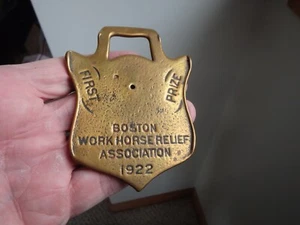 FIRST PRIZE
BOSTON
WORK HORSE RELIEF
ASSOCIATION
1922